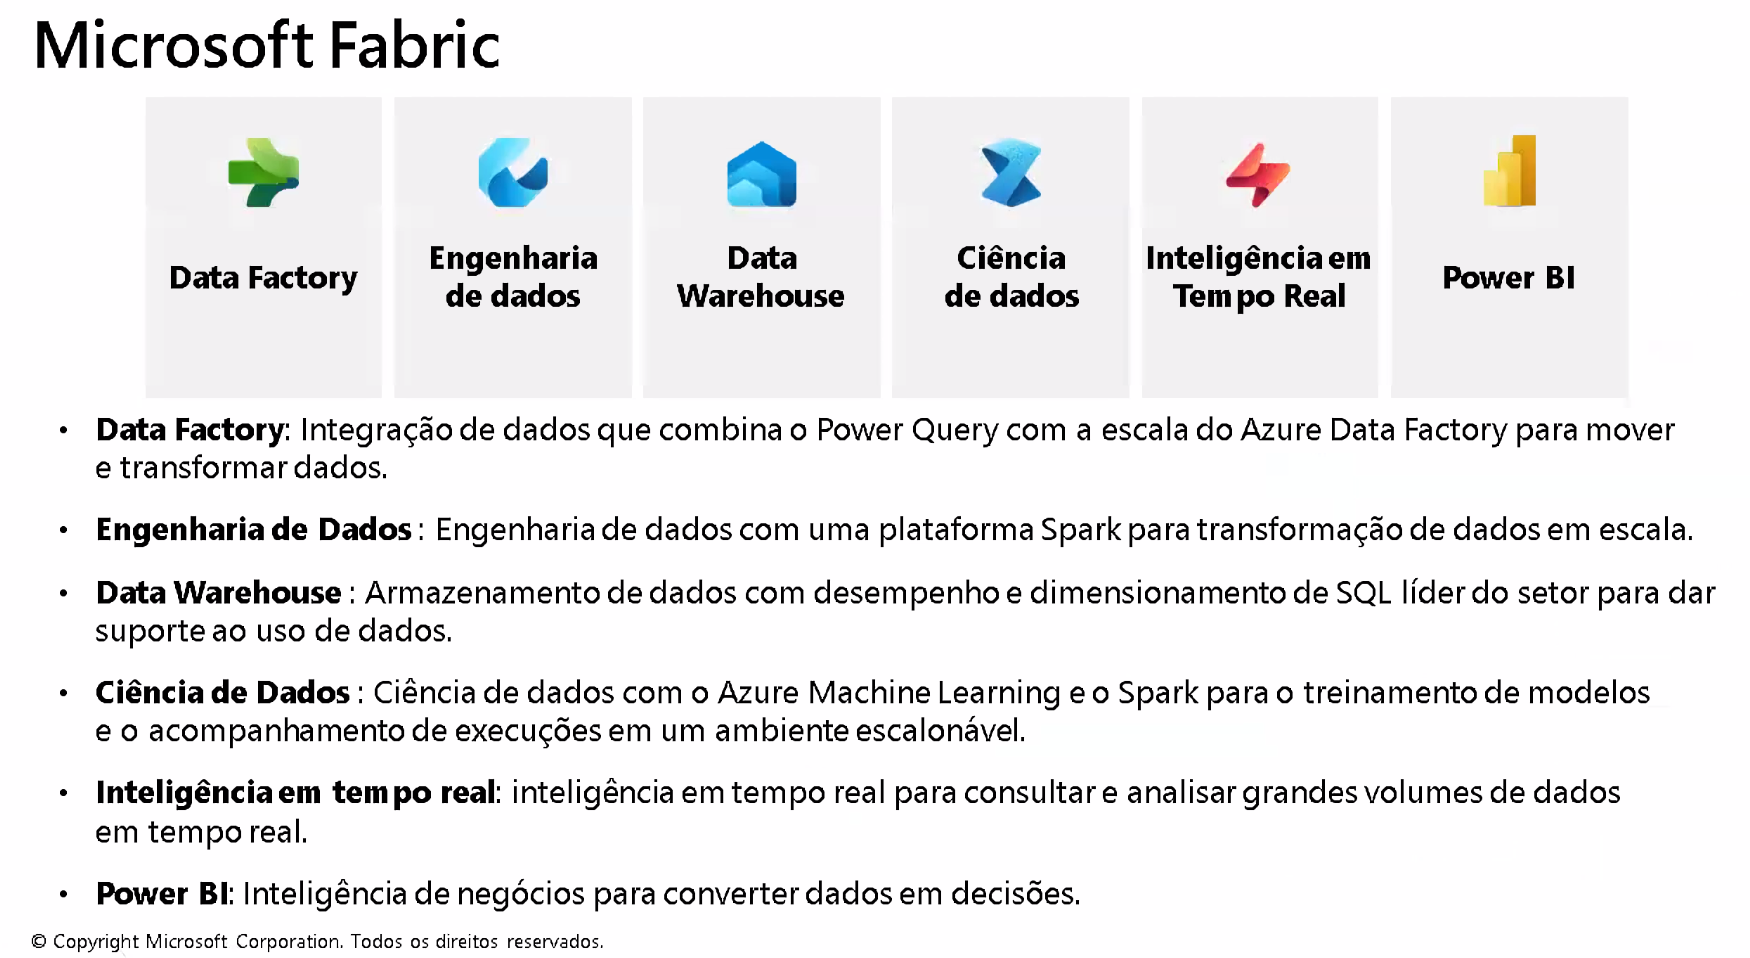 Microsoft Fabric
Data Factory
Engenharia
de dados
Data
Warehouse
Ciência
de dados
Inteligência em
Tempo Real
Power BI
• Data Factory: Integração de dados que combina o Power Query com a escala do Azure Data Factory para mover
e transformar dados.
• Engenharia de Dados : Engenharia de dados com uma plataforma Spark para transformação de dados em escala.
• Data Warehouse : Armazenamento de dados com desempenho e dimensionamento de SQL líder do setor para dar
suporte ao uso de dados.
• Ciência de Dados : Ciência de dados com o Azure Machine Learning e o Spark para o treinamento de modelos
e o acompanhamento de execuções em um ambiente escalonável.
• Inteligência em tempo real: inteligência em tempo real para consultar e analisar grandes volumes de dados
em tempo real.
• Power BI: Inteligência de negócios para converter dados em decisões.
© Copyright Microsoft Corporation. Todos os direitos reservados.